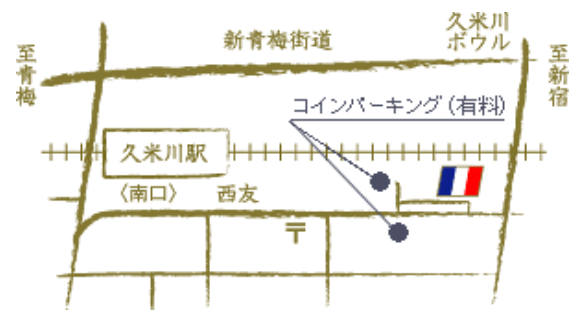 久米川
ボウル
新青梅街道
至青梅
至新宿
コインパーキング（有料）
久米川駅
〈南口〉
西友
〒